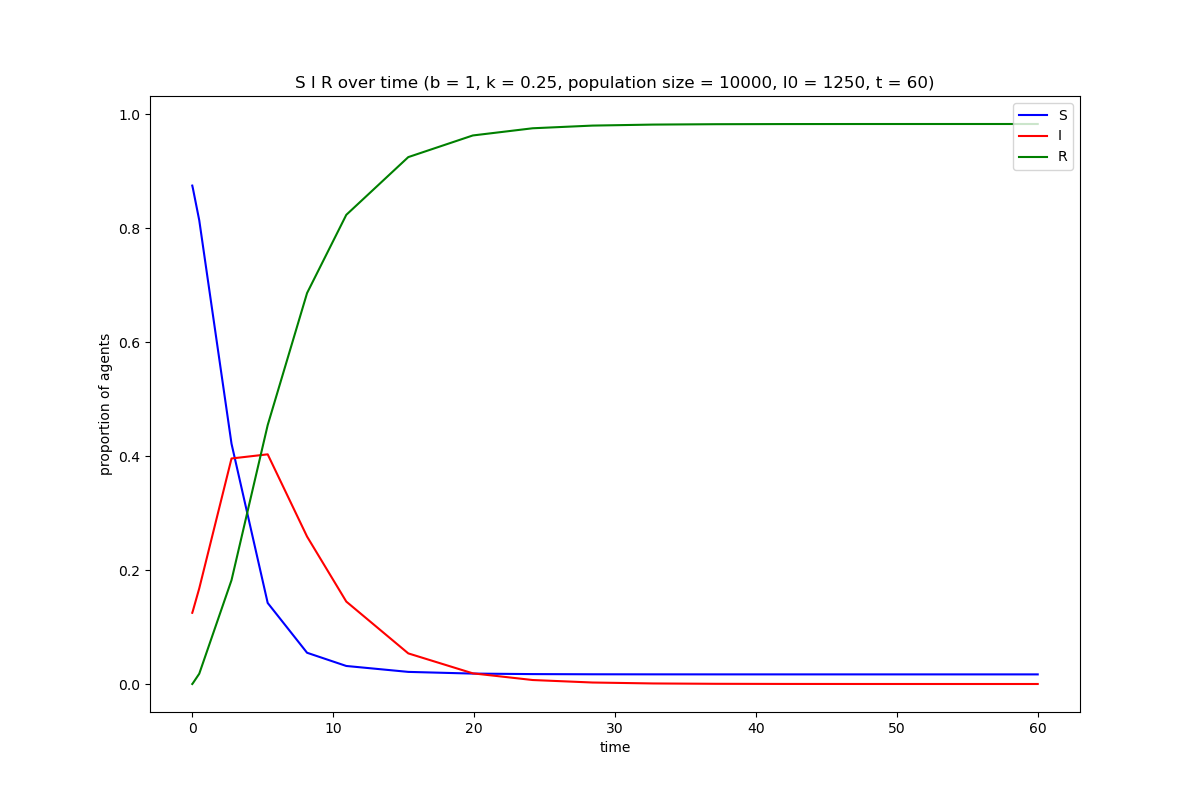 S I R over time (b = 1, k = 0.25, population size = 10000, I0 = 1250, t = 60)
1.0
0.8
0.6
0.4
0.2
0.0
proportion of agents
S
I
R
0 10 20 30 40 50 60
time